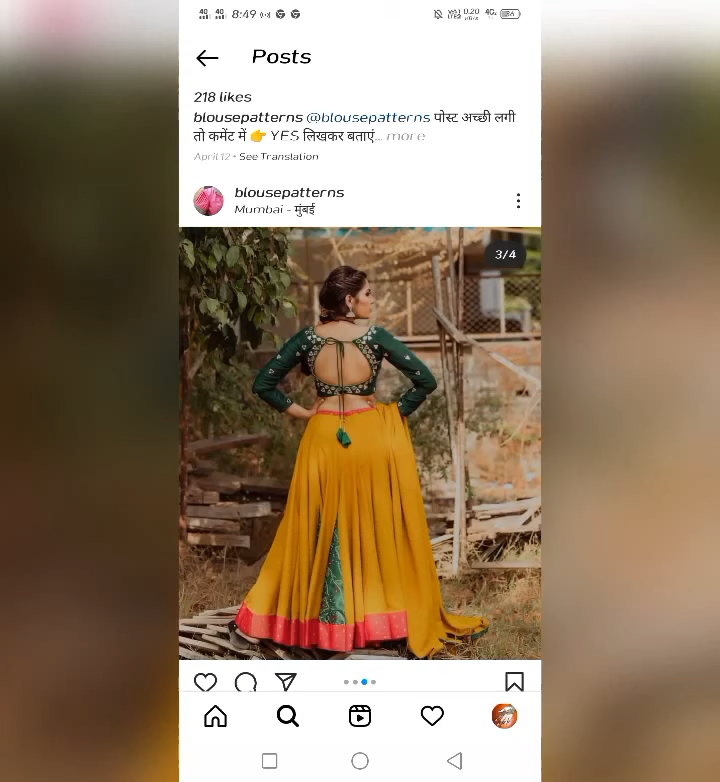 8:49
Posts
218 likes
blousepatterns @blousepatterns पोस्ट अच्छी लगी
तो कमेंट में 👉 YES लिखकर बताएं... more
April 12 • See Translation
blousepatterns
Mumbai - मुंबई
3/4